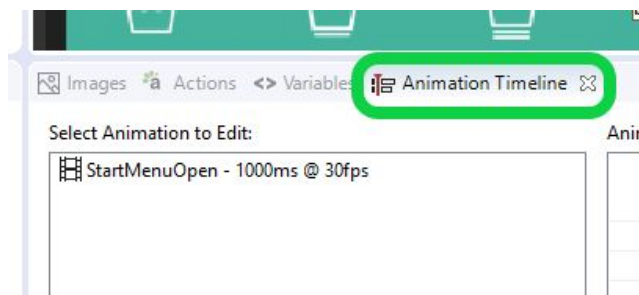 Images Actions <> Variables Animation Timeline
Select Animation to Edit:
StartMenuOpen - 1000ms @ 30fps